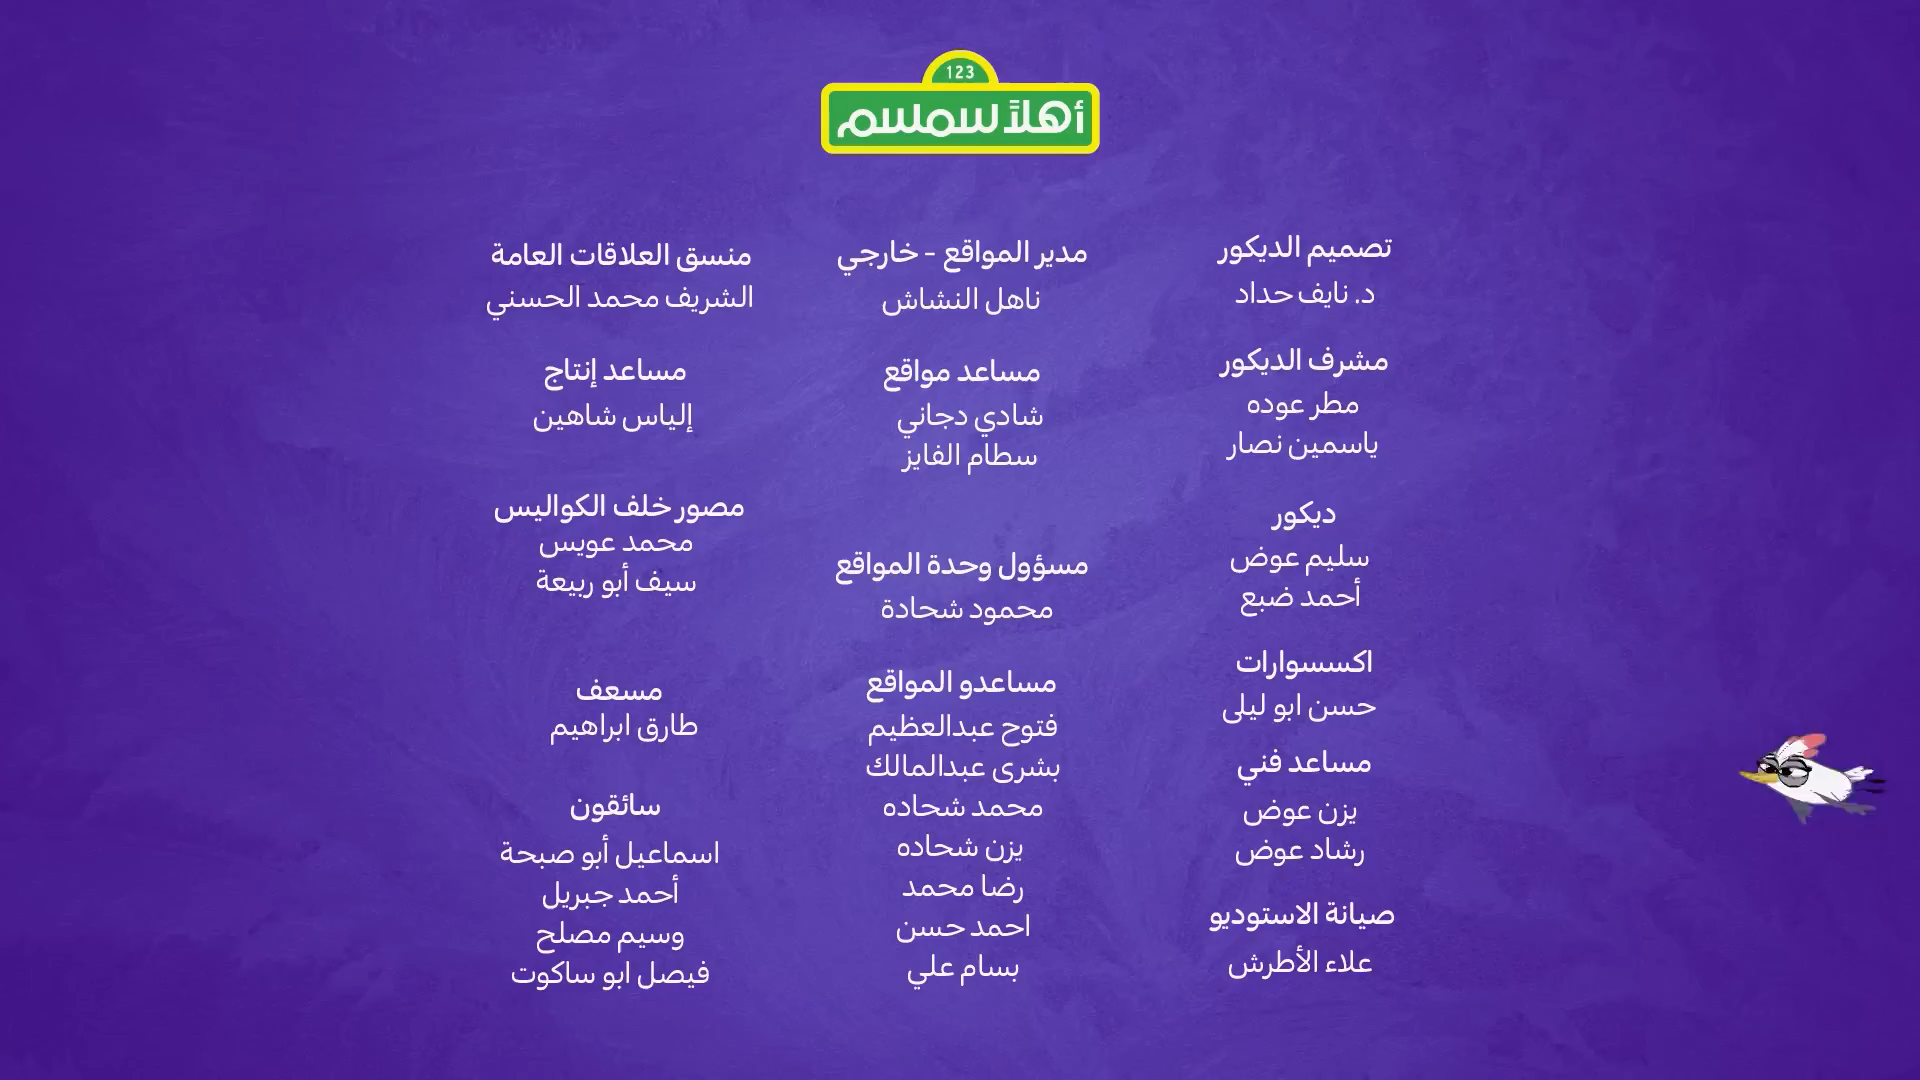 123
أهلاً سمسم
تصميم الديكور
د. نايف حداد
مشرف الديكور
مطر عوده
ياسمين نصار
ديكور
سليم عوض
أحمد ضبع
اكسسوارات
حسن ابو ليلى
مساعد فني
يزن عوض
رشاد عوض
صيانة الاستوديو
علاء الأطرش
مدير المواقع - خارجي
ناهل النشاش
مساعد مواقع
شادي دجاني
سطام الفايز
مسؤول وحدة المواقع
محمود شحادة
مساعدو المواقع
فتوح عبدالعظيم
بشرى عبدالمالك
محمد شحاده
يزن شحاده
رضا محمد
احمد حسن
بسام علي
منسق العلاقات العامة
الشريف محمد الحسني
مساعد إنتاج
إلياس شاهين
مصور خلف الكواليس
محمد عويس
سيف أبو ربيعة
مسعف
طارق ابراهيم
سائقون
اسماعيل أبو صبحة
أحمد جبريل
وسيم مصلح
فيصل ابو ساكوت